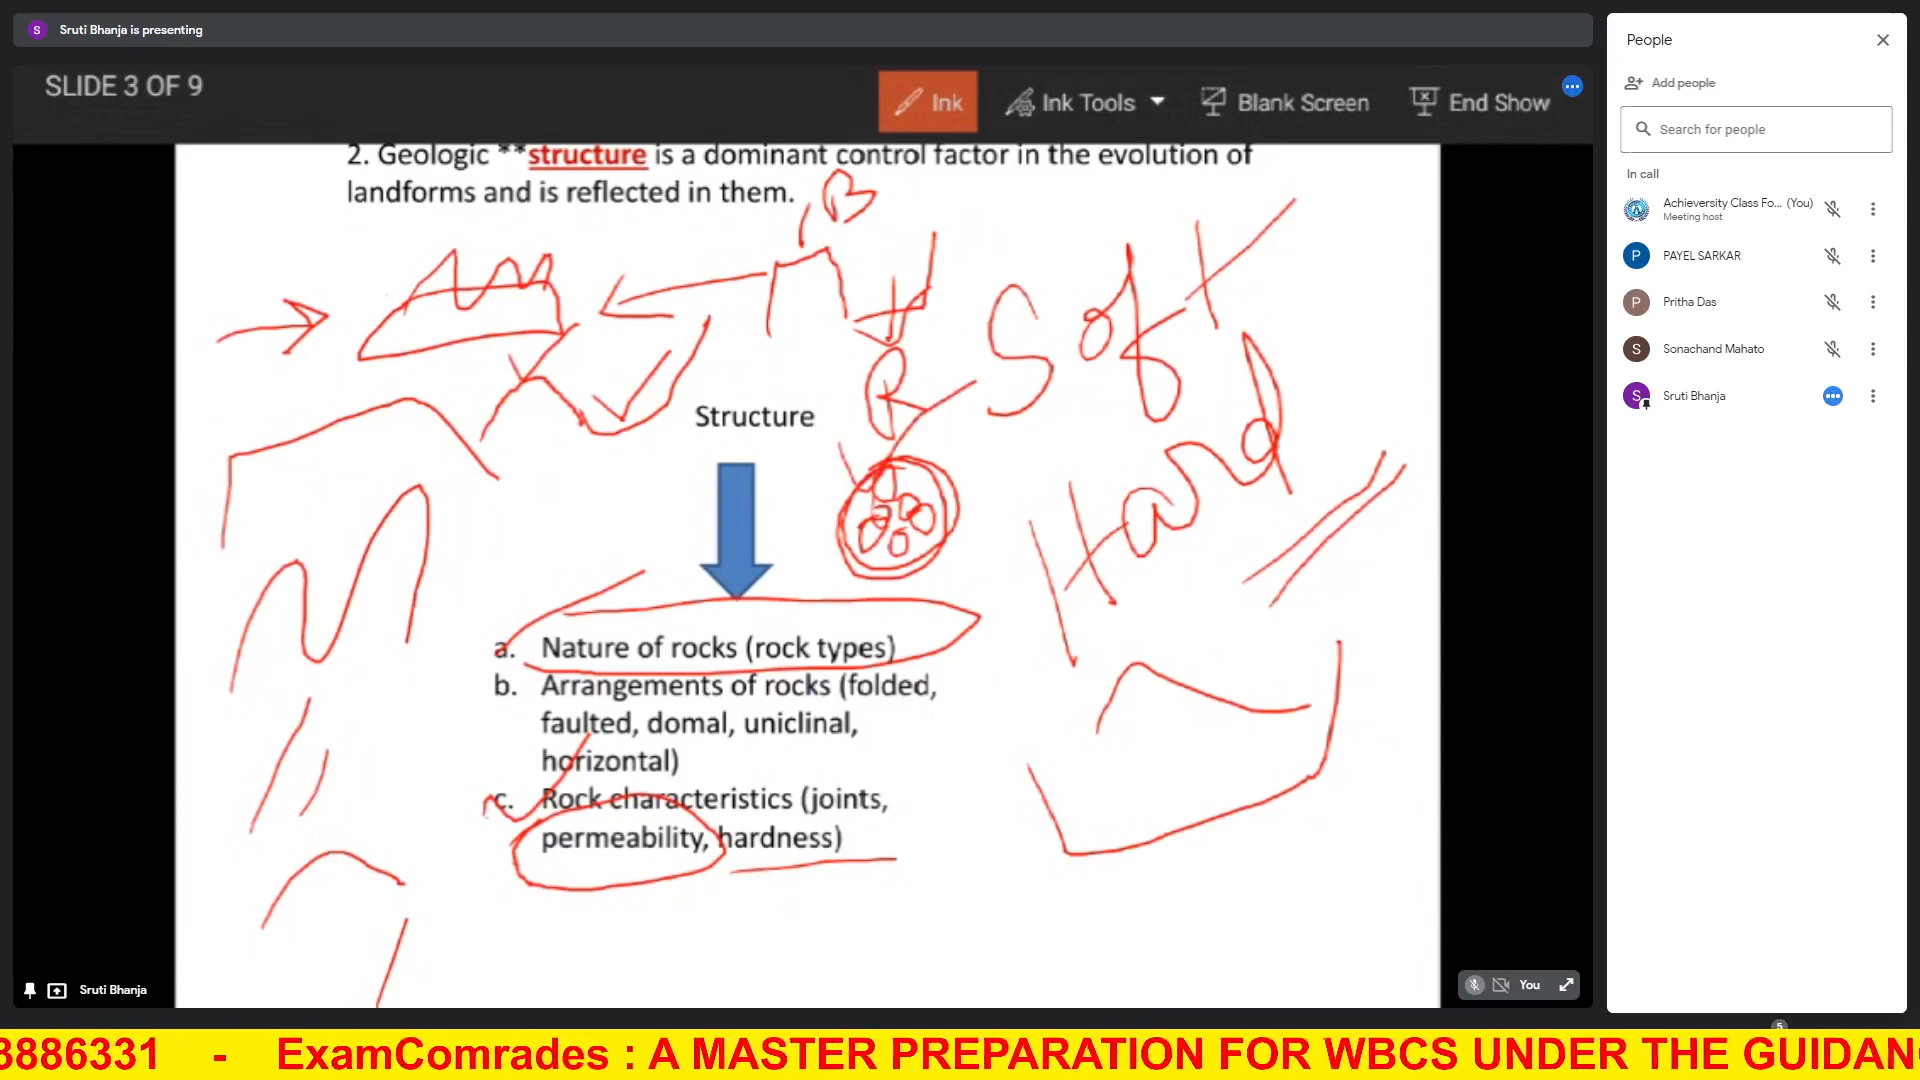 S Sruti Bhanja is presenting
SLIDE 3 OF 9
Ink
Ink Tools
Blank Screen
End Show
2. Geologic **structure is a dominant control factor in the evolution of
landforms and is reflected in them.
B
R
Soft
Hard
Structure
a. Nature of rocks (rock types)
b. Arrangements of rocks (folded,
faulted, domal, uniclinal,
horizontal)
c. Rock characteristics (joints,
permeability, hardness)
Sruti Bhanja
You
People
Add people
Search for people
In call
Achieversity Class Fo... (You)
Meeting host
P PAYEL SARKAR
P Pritha Das
S Sonachand Mahato
S Sruti Bhanja
5
8886331 - ExamComrades : A MASTER PREPARATION FOR WBCS UNDER THE GUIDAN